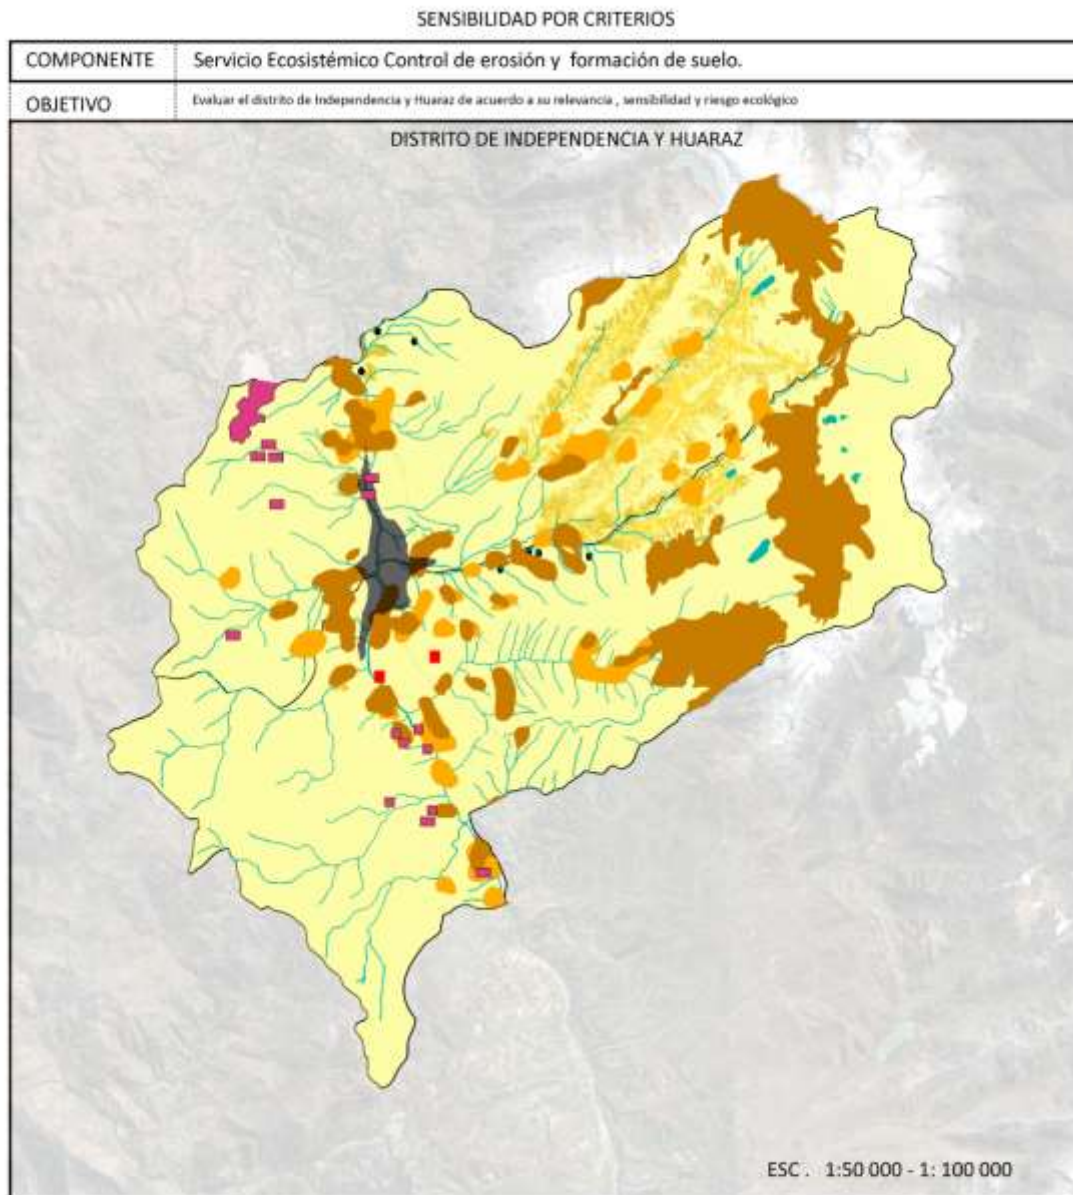 SENSIBILIDAD POR CRITERIOS
COMPONENTE Servicio Ecosistémico Control de erosión y formación de suelo.
OBJETIVO Evaluar el distrito de Independencia y Huaraz de acuerdo a su relevancia , sensibilidad y riesgo ecológico
DISTRITO DE INDEPENDENCIA Y HUARAZ
ESC . 1:50 000 - 1: 100 000